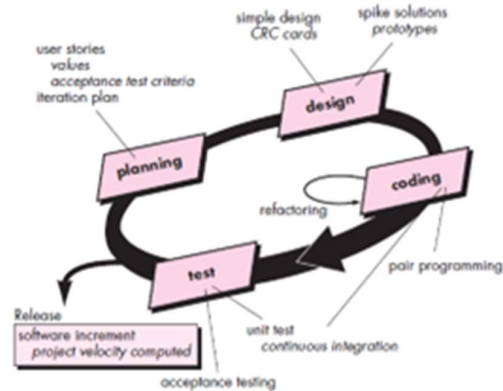 simple design
CRC cards
spike solutions
prototypes
user stories
values
acceptance test criteria
iteration plan
design
planning
coding
refactoring
pair programming
test
Release
software increment
project velocity computed
unit test
continuous integration
acceptance testing